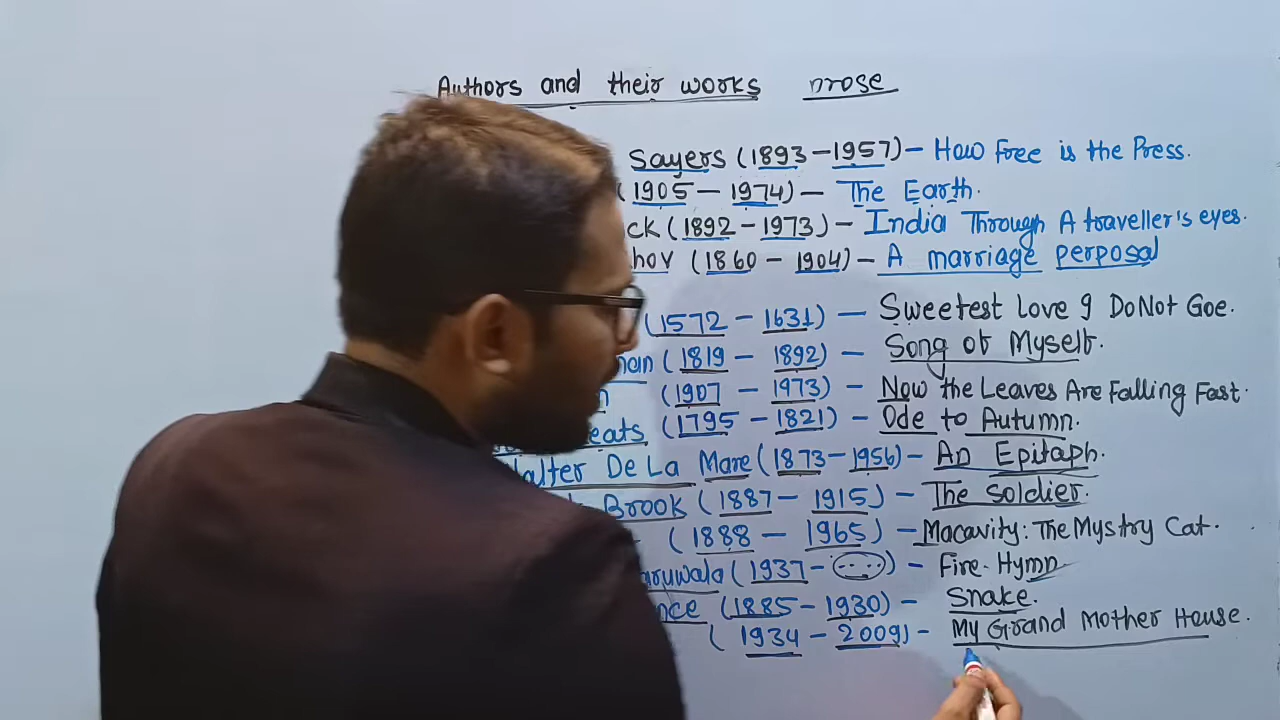 Authors and their works prose
Sayers (1893-1957)- How Free is the Press.
(1905-1974)- The Earth.
ck (1892-1973)- India Through A traveller's eyes.
hov (1860-1904)- A marriage perposal
(1572-1631)- Sweetest Love I Do Not Goe.
man (1819-1892)- Song of Myself.
n (1907-1973)- Now the Leaves Are Falling Fast.
eats (1795-1821)- Ode to Autumn.
alter De La Mare (1873-1956)- An Epitaph.
Brook (1887-1915)- The soldier.
(1888-1965)- Macavity: The Mystry Cat.
aruwala (1937- ) - Fire-Hymn
nce (1885-1930)- Snake.
(1934-2009)- My Grand Mother House.